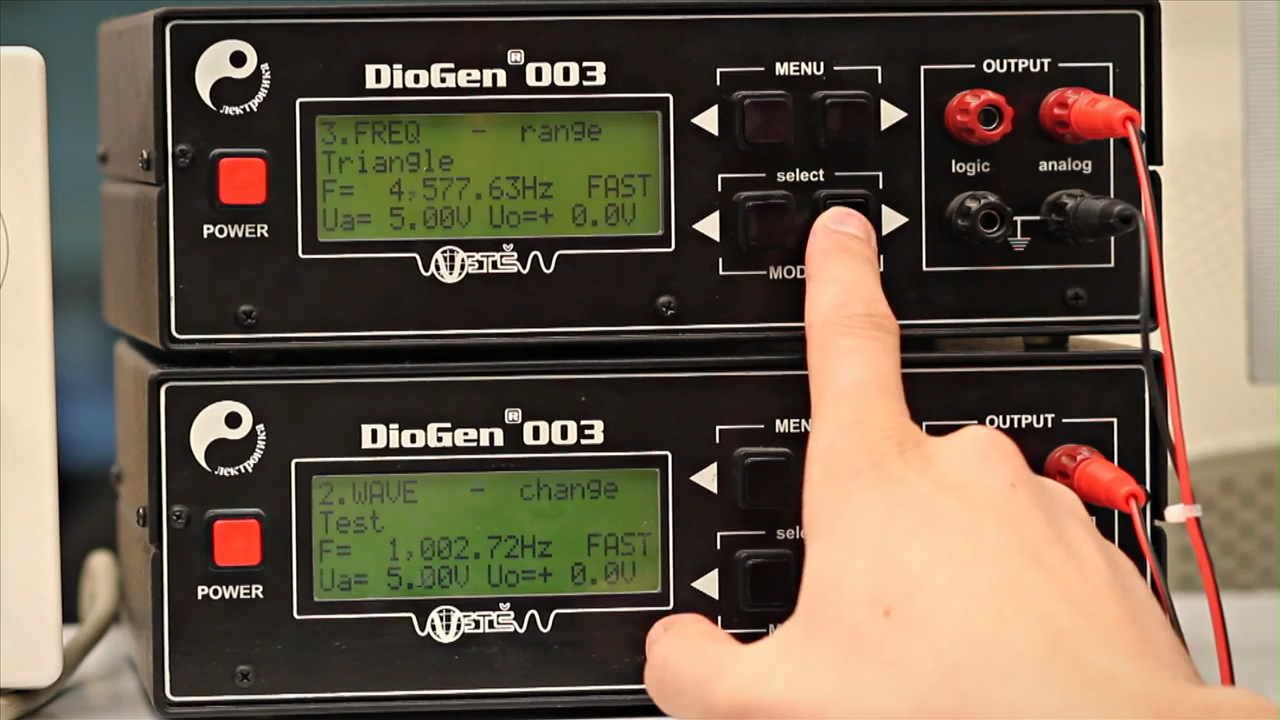 DioGen® 003
лектроника
POWER
3.FREQ - range
Triangle
F= 4,577.63Hz FAST
Ua= 5.00V Uo=+ 0.0V
MENU
select
OUTPUT
logic
analog
DioGen® 003
лектроника
POWER
2.WAVE - change
Test
F= 1,002.72Hz FAST
Ua= 5.00V Uo=+ 0.0V
OUTPUT